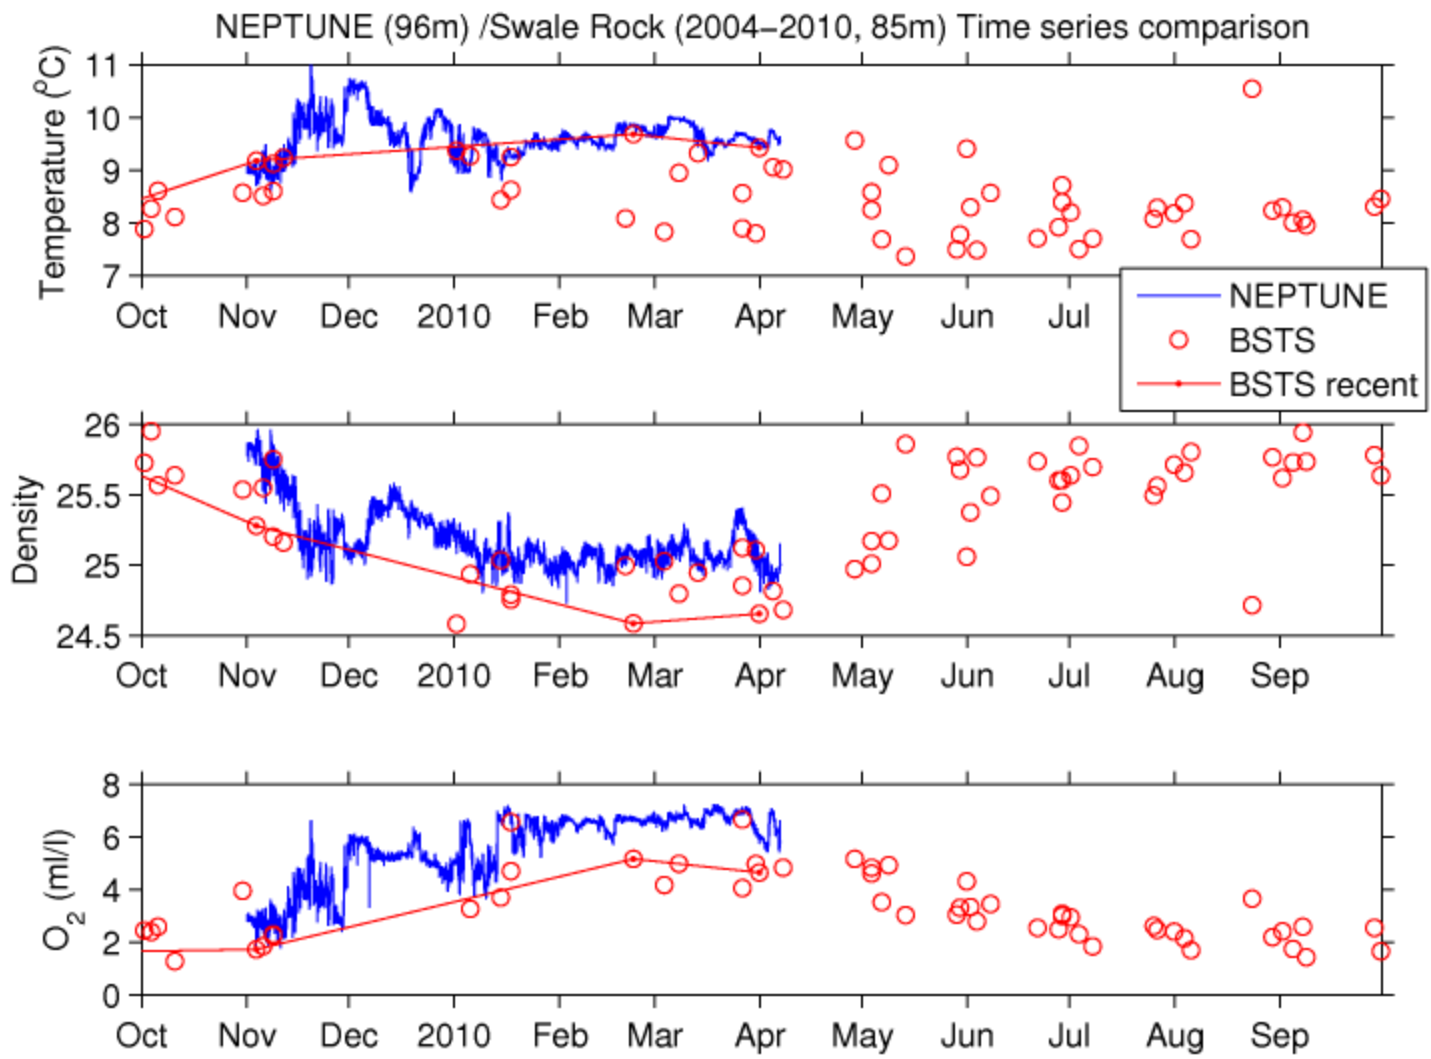 NEPTUNE (96m) /Swale Rock (2004−2010, 85m) Time series comparison
Temperature (°C)
11
10
9
8
7
Oct Nov Dec 2010 Feb Mar Apr May Jun Jul
NEPTUNE
BSTS
BSTS recent
Density
26
25.5
25
24.5
Oct Nov Dec 2010 Feb Mar Apr May Jun Jul Aug Sep
O2 (ml/l)
8
6
4
2
0
Oct Nov Dec 2010 Feb Mar Apr May Jun Jul Aug Sep